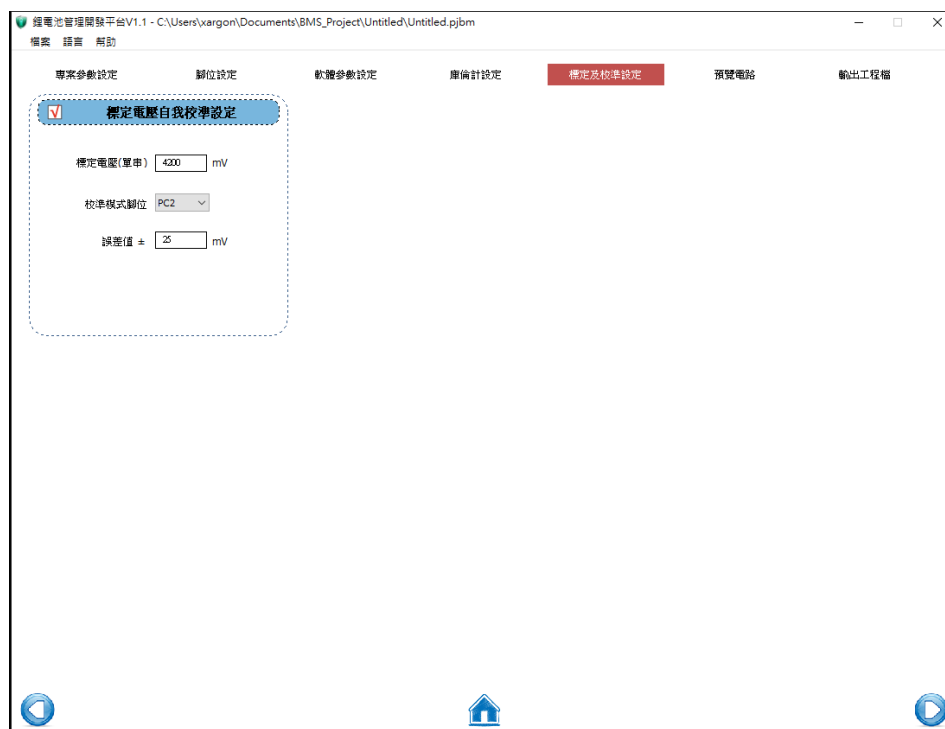 鋰電池管理開發平台V1.1 - C:\Users\xargon\Documents\BMS_Project\Untitled\Untitled.pjbm
檔案 語言 幫助
專案參數設定 腳位設定 軟體參數設定 庫倫計設定 標定及校準設定 預覽電路 輸出工程檔
標定電壓自我校準設定
標定電壓(單串) 4200 mV
校準模式腳位 PC2
誤差值 ± 25 mV